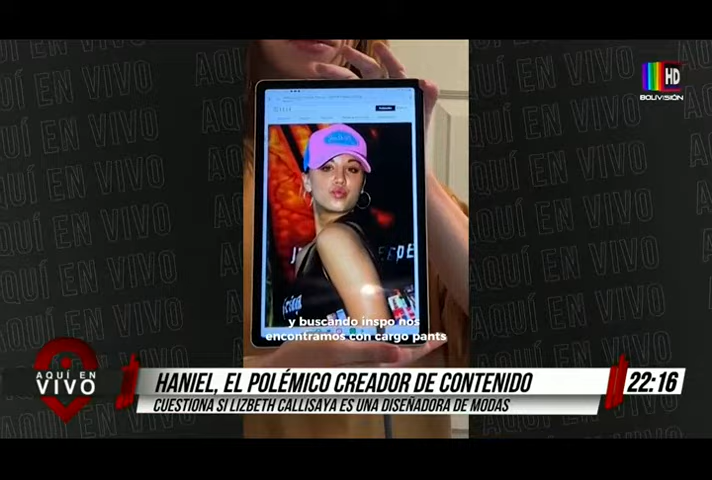 AQUÍ EN VIVO
HD
BOLIVISIÓN
y buscando inspo nos
encontramos con cargo pants
AQUÍ EN
VIVO
HANIEL, EL POLÉMICO CREADOR DE CONTENIDO
22:16
CUESTIONA SI LIZBETH CALLISAYA ES UNA DISEÑADORA DE MODAS